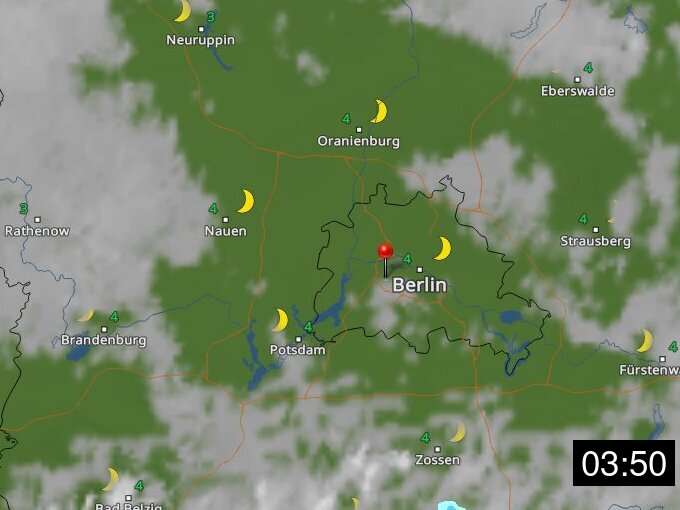 3
Neuruppin
4
Eberswalde
4
Oranienburg
3
Rathenow
4
Nauen
4
Strausberg
4
Berlin
4
Brandenburg
4
Potsdam
4
Fürstenwa
4
Zossen
03:50
4
Bad Belzig